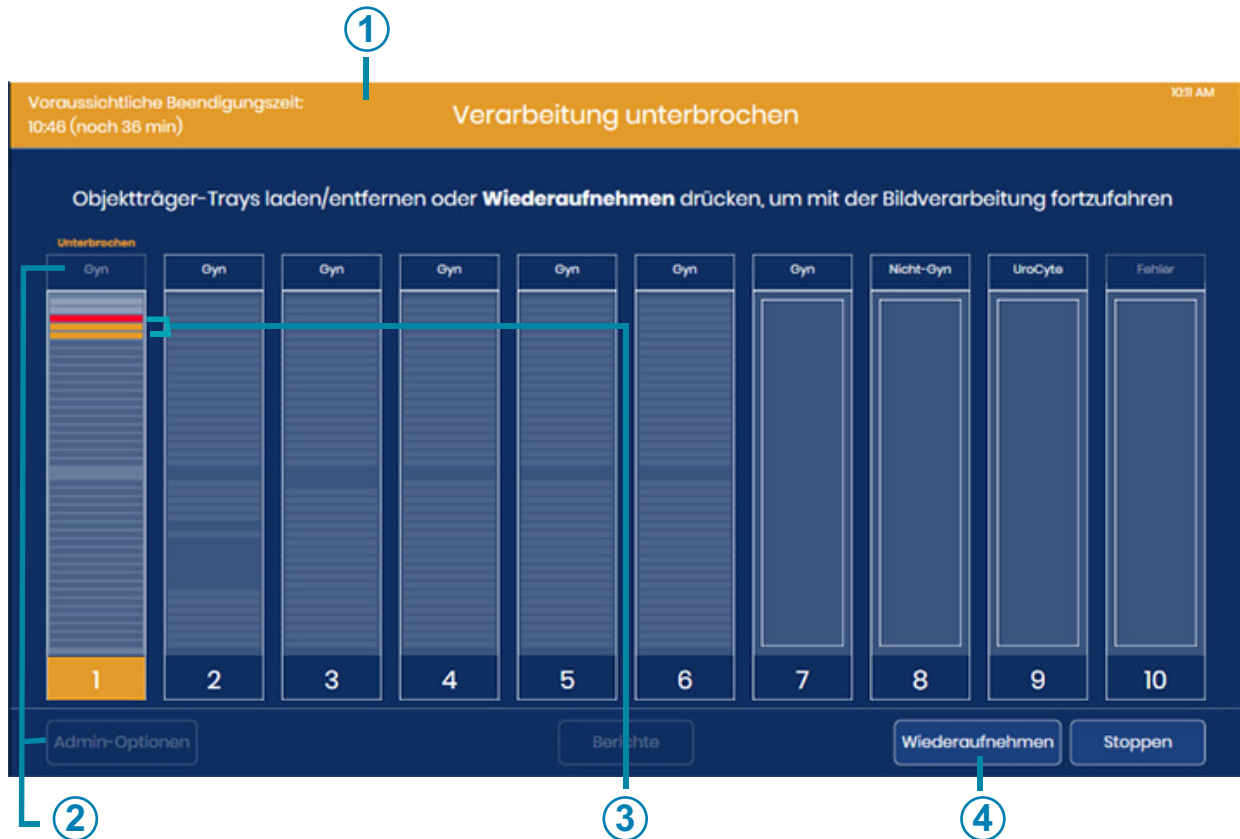 1
Voraussichtliche Beendigungszeit:
10:46 (noch 36 min)
Verarbeitung unterbrochen
10:11 AM
Objektträger-Trays laden/entfernen oder Wiederaufnehmen drücken, um mit der Bildverarbeitung fortzufahren
Unterbrochen
Gyn Gyn Gyn Gyn Gyn Gyn Gyn Nicht-Gyn UroCyte Fehler
1 2 3 4 5 6 7 8 9 10
Admin-Optionen Berichte Wiederaufnehmen Stoppen
2 3 4